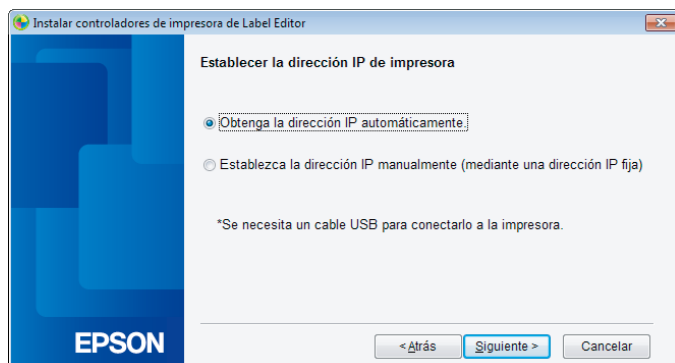 Instalar controladores de impresora de Label Editor
Establecer la dirección IP de impresora
Obtenga la dirección IP automáticamente.
Establezca la dirección IP manualmente (mediante una dirección IP fija)
*Se necesita un cable USB para conectarlo a la impresora.
EPSON
< Atrás
Siguiente >
Cancelar